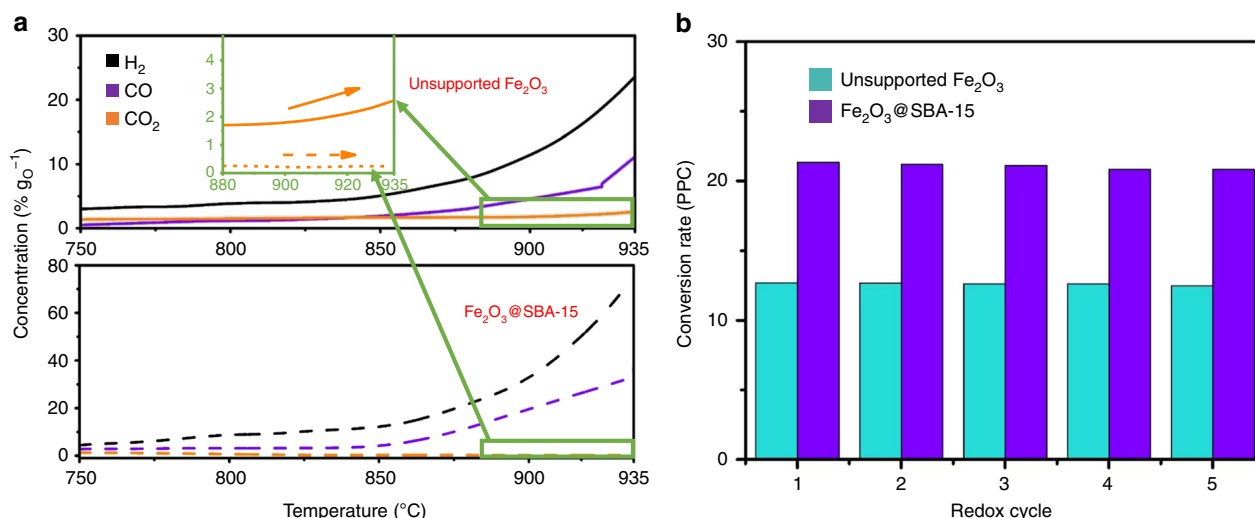 a
Concentration (% gO⁻¹)
30
20
10
0
H₂
CO
CO₂
4
3
2
1
0
880
900
920
935
Unsupported Fe₂O₃
750
800
850
900
935
80
60
40
20
0
Fe₂O₃@SBA-15
750
800
850
900
935
Temperature (°C)
b
Conversion rate (PPC)
30
20
10
0
Unsupported Fe₂O₃
Fe₂O₃@SBA-15
1
2
3
4
5
Redox cycle